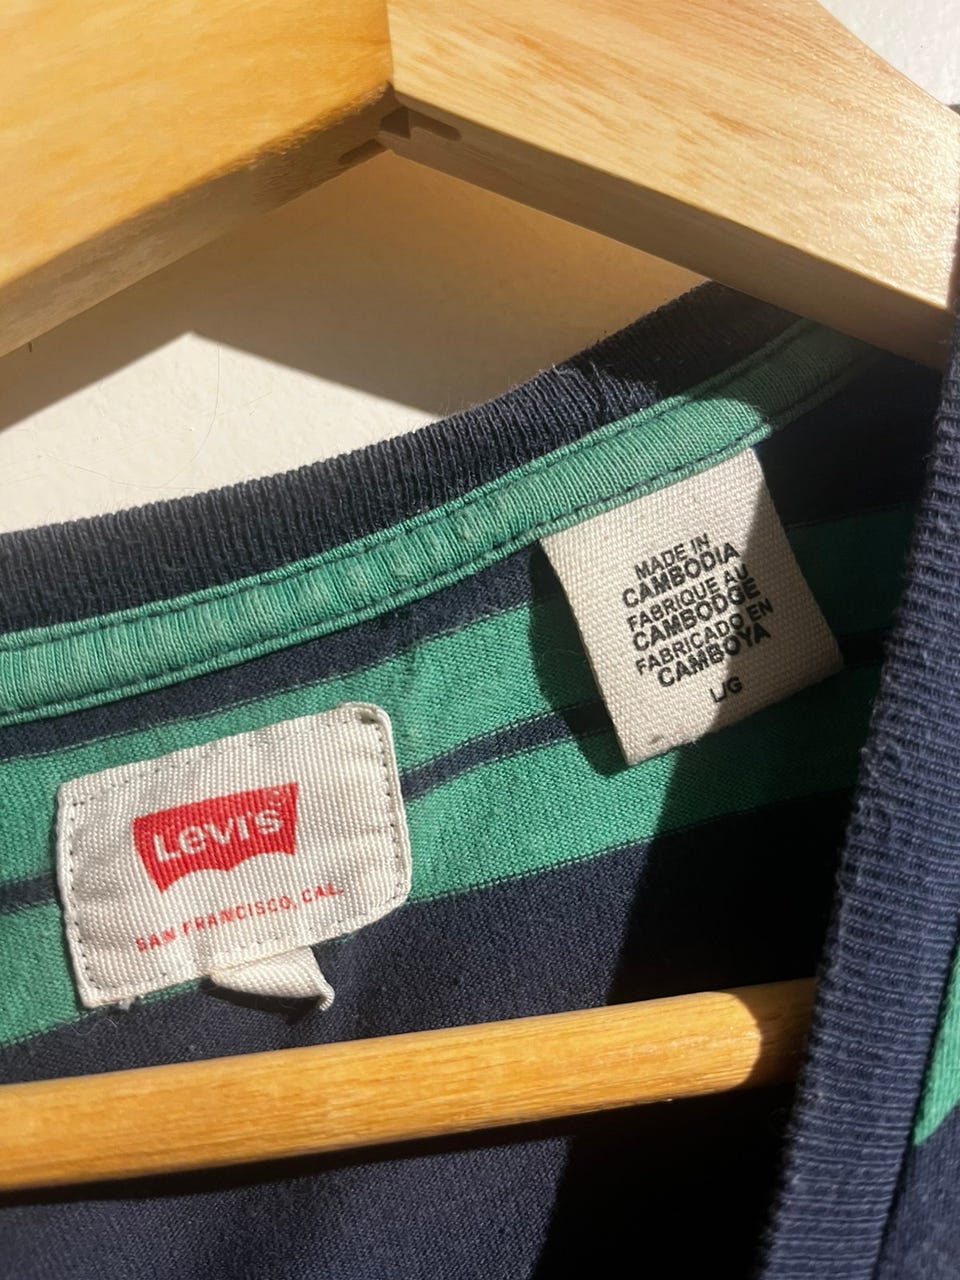 MADE IN
CAMBODIA
FABRIQUE AU
CAMBODGE
FABRICADO EN
CAMBOYA
L/G
Levi's
SAN FRANCISCO, CAL.